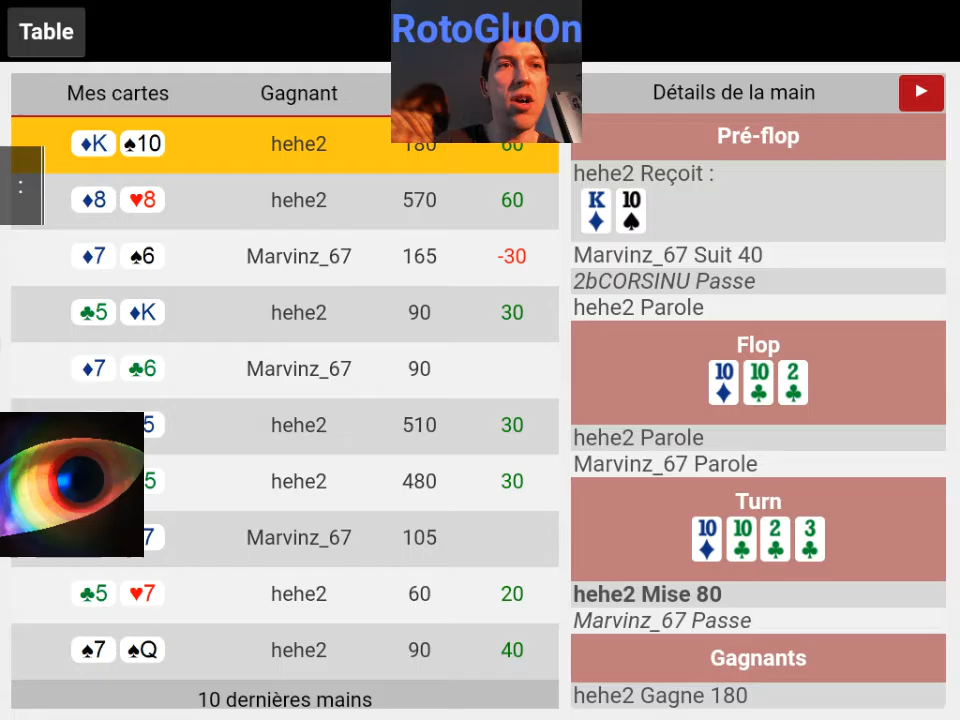 Table
RotoGluOn
Mes cartes Gagnant
♦K ♠10 hehe2 180 60
:
♦8 ♥8 hehe2 570 60
♦7 ♠6 Marvinz_67 165 -30
♣5 ♦K hehe2 90 30
♦7 ♣6 Marvinz_67 90
5 hehe2 510 30
5 hehe2 480 30
7 Marvinz_67 105
♣5 ♥7 hehe2 60 20
♠7 ♠Q hehe2 90 40
10 dernières mains
Détails de la main
Pré-flop
hehe2 Reçoit :
K♦ 10♠
Marvinz_67 Suit 40
2bCORSINU Passe
hehe2 Parole
Flop
10♦ 10♣ 2♣
hehe2 Parole
Marvinz_67 Parole
Turn
10♦ 10♣ 2♣ 3♣
hehe2 Mise 80
Marvinz_67 Passe
Gagnants
hehe2 Gagne 180